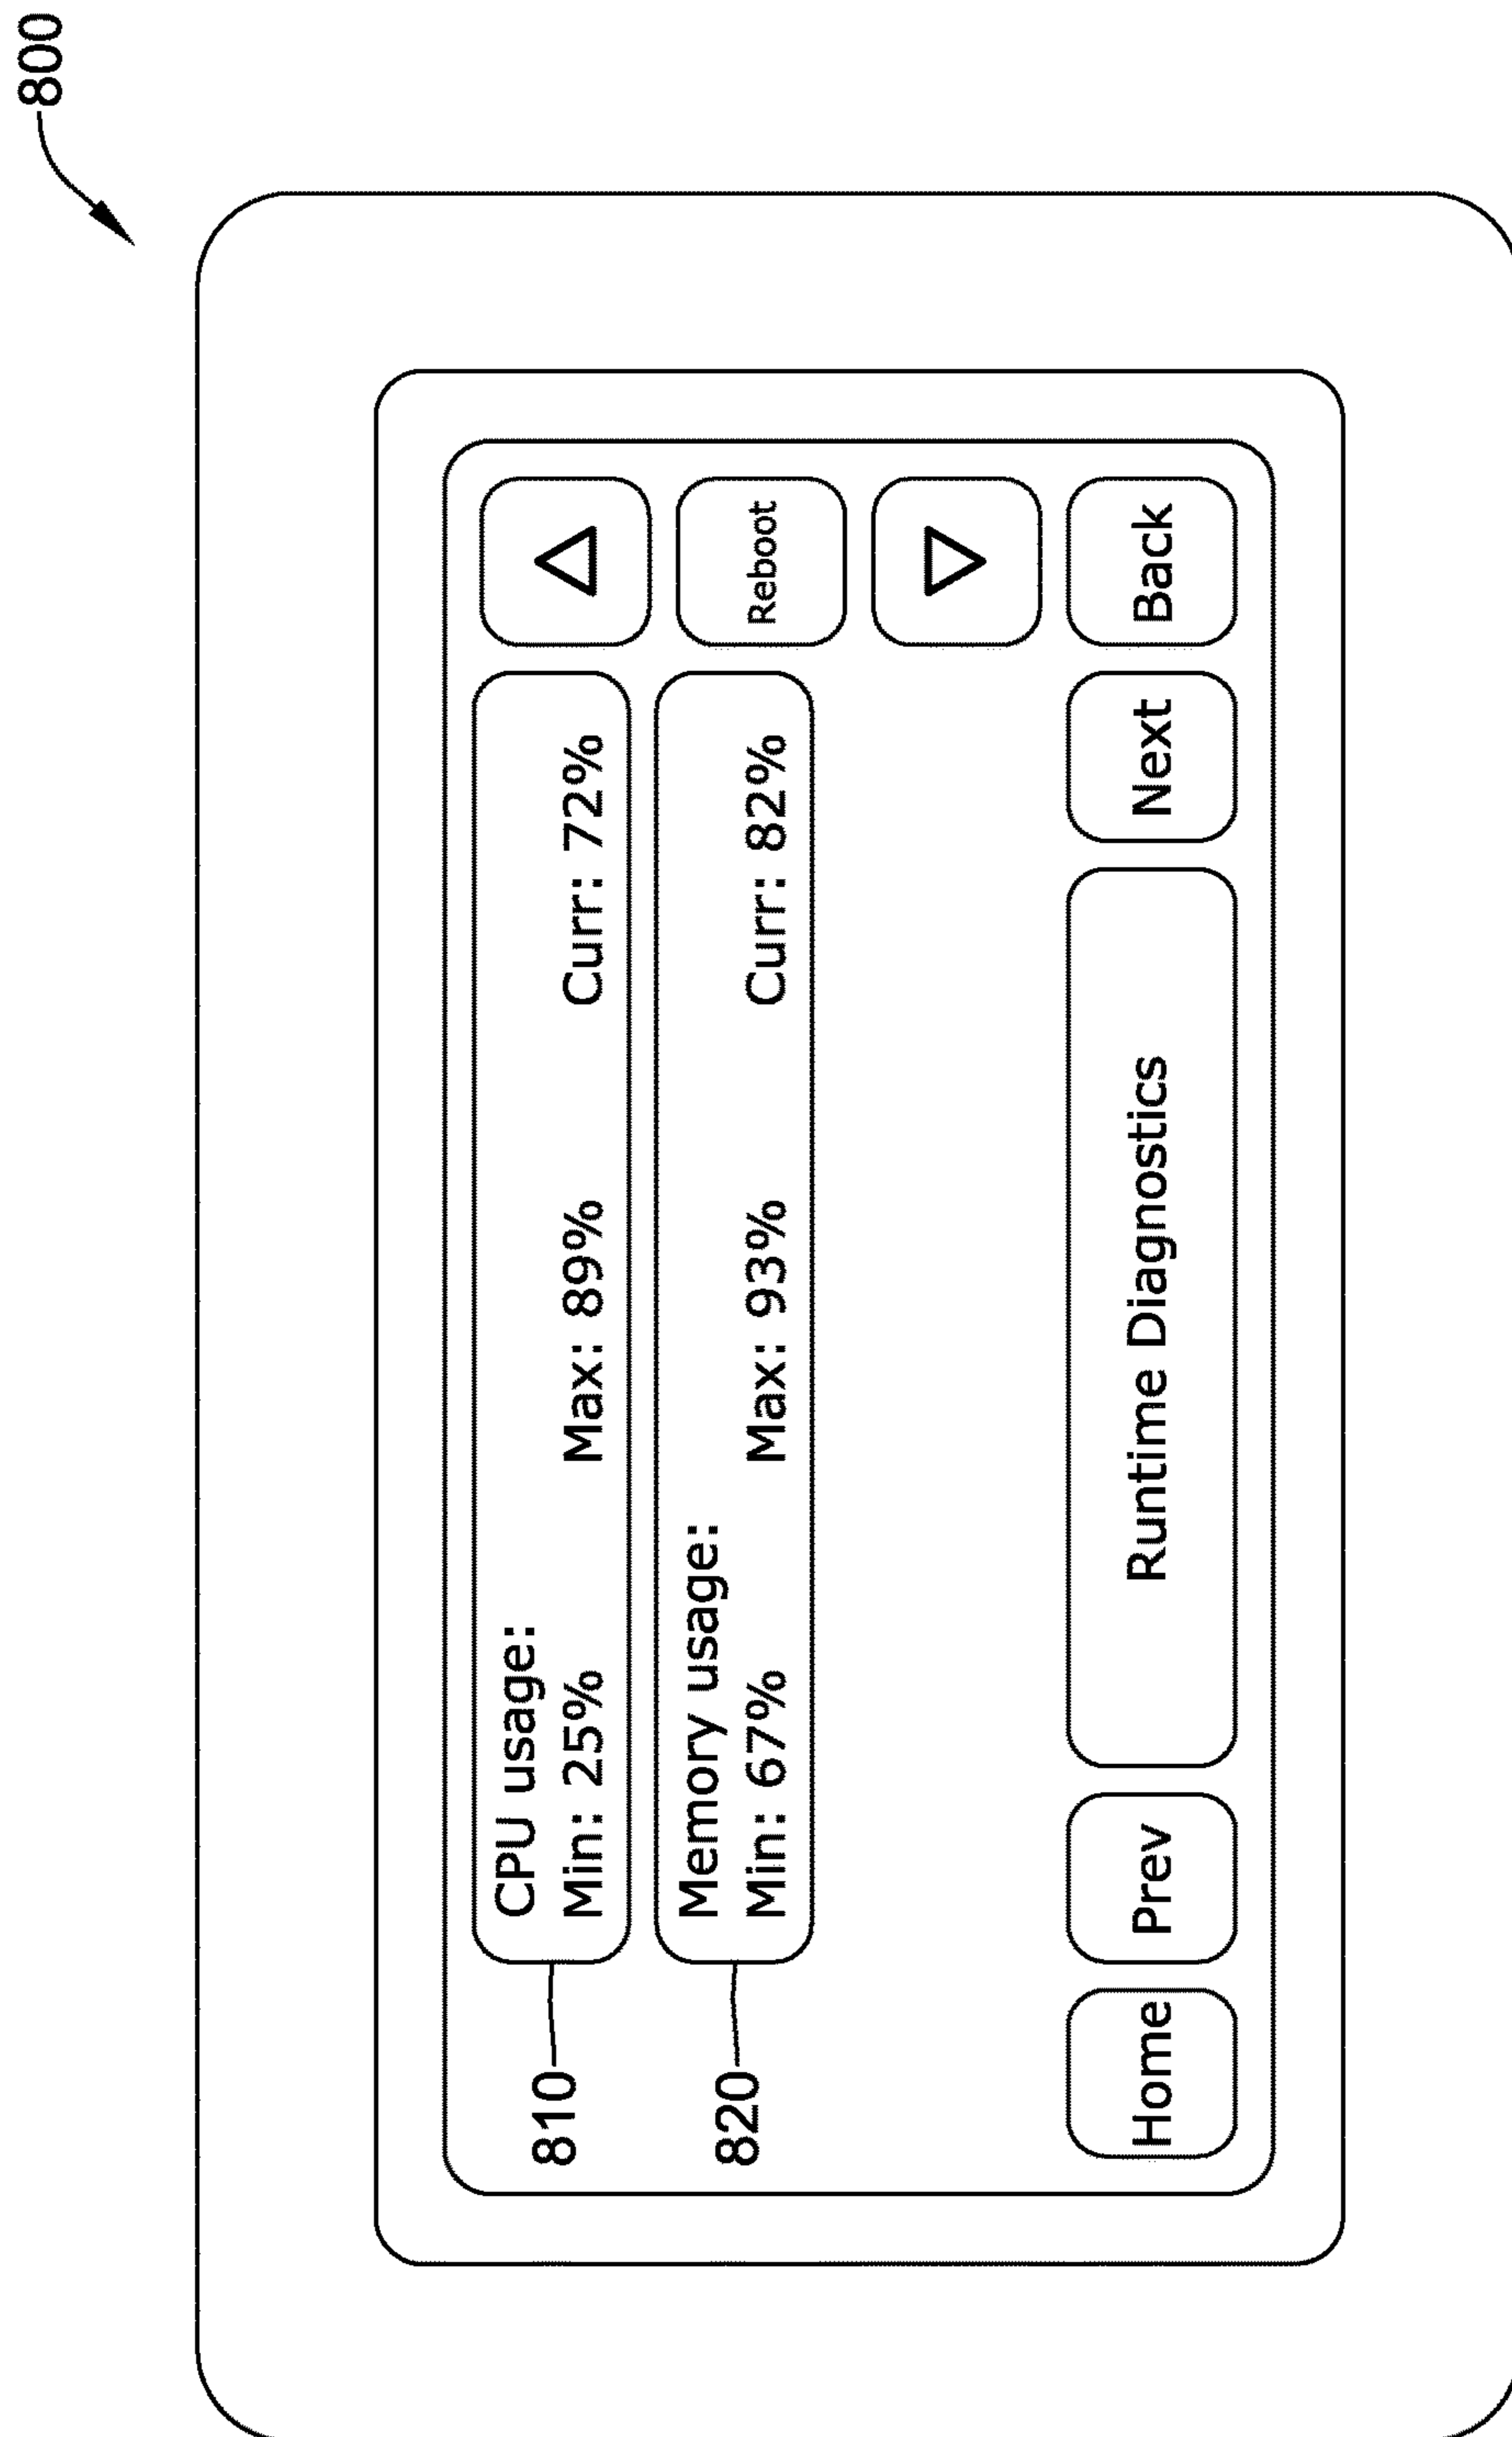 800
810
CPU usage:
Min: 25% Max: 89% Curr: 72%
820
Memory usage:
Min: 67% Max: 93% Curr: 82%
Reboot
Home Prev Runtime Diagnostics Next Back